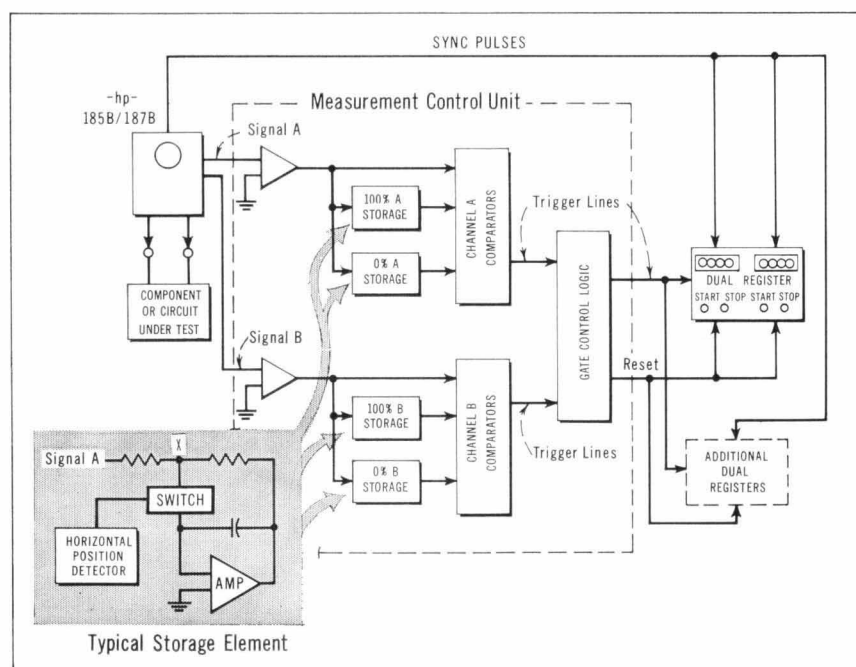 SYNC PULSES
-hp-
185B/187B
Measurement Control Unit
Signal A
100% A
STORAGE
0% A
STORAGE
CHANNEL A
COMPARATORS
Trigger Lines
DUAL REGISTER
START STOP START STOP
COMPONENT
OR CIRCUIT
UNDER TEST
Signal B
GATE CONTROL LOGIC
Reset
100% B
STORAGE
0% B
STORAGE
CHANNEL B
COMPARATORS
Trigger Lines
ADDITIONAL
DUAL
REGISTERS
X
Signal A
SWITCH
HORIZONTAL
POSITION
DETECTOR
AMP
Typical Storage Element